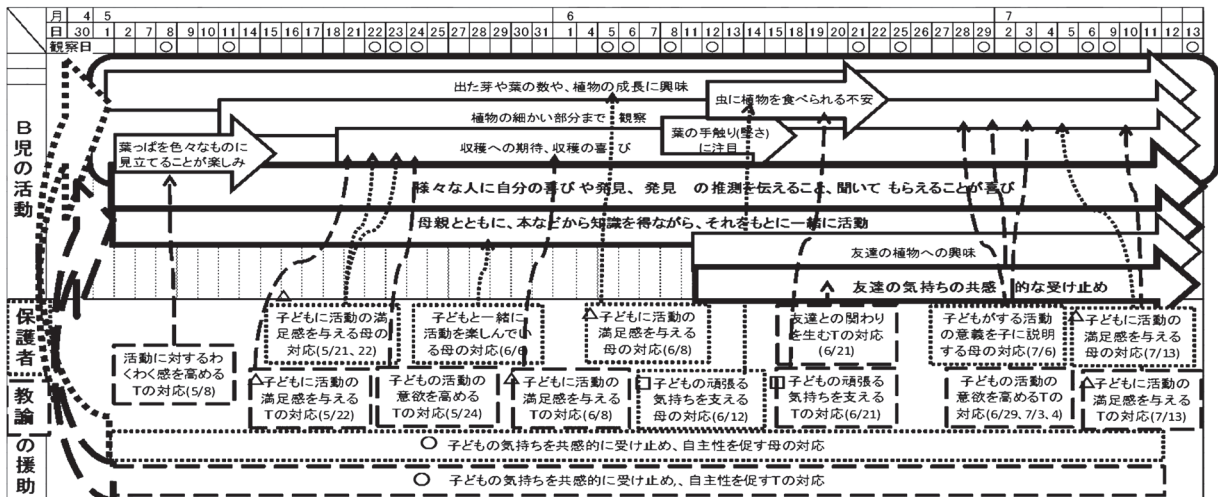 月 4 5 6 7
日 30 1 2 7 8 10 11 14 15 16 17 18 21 22 23 24 25 28 29 30 31 1 4 5 6 7 8 11 12 13 14 15 18 19 20 21 22 25 26 27 28 29 2 3 4 5 6 9 10 11 12 13
観察日 ○ ○ ○ ○ ○ ○ ○ ○ ○ ○ ○ ○ ○ ○ ○ ○ ○
B児の活動
出た芽や葉の数や、植物の成長に興味
虫に植物を食べられる不安
植物の細かい部分まで 観察
葉っぱを色々なものに
見立てることが楽しみ
収穫への期待、収穫の喜び
葉の手触り(堅さ)
に注目
様々な人に自分の喜びや発見、発見 の推測を伝えること、聞いて もらえることが喜び
母親とともに、本などから知識を得ながら、それをもとに一緒に活動
友達の植物への興味
友達の気持ちの共感 的な受け止め
保護者
教諭
の援助
△
子どもに活動の満
足感を与える母の
対応(5/21、22)
子どもと一緒に
活動を楽しんでい
る母の対応(6/6)
△子どもに活動の
満足感を与える
母の対応(6/8)
友達との関わり
を生むTの対応
(6/21)
子どもがする活動
の意義を子に説明
する母の対応(7/6)
△子どもに活動の
満足感を与える
母の対応(7/13)
活動に対するわ
くわく感を高める
Tの対応(5/8)
△子どもに活動の
満足感を与える
Tの対応(5/22)
子どもの活動の
意欲を高めるT
の対応(5/24)
△子どもに活動の
満足感を与える
Tの対応(6/8)
□子どもの頑張る
気持ちを支える
母の対応(6/12)
□子どもの頑張る
気持ちを支える
Tの対応(6/21)
子どもの活動の
意欲を高めるTの
対応(6/29、7/3、4)
△子どもに活動の
満足感を与える
Tの対応(7/13)
○ 子どもの気持ちを共感的に受け止め、自主性を促す母の対応
○ 子どもの気持ちを共感的に受け止め,、自主性を促すTの対応